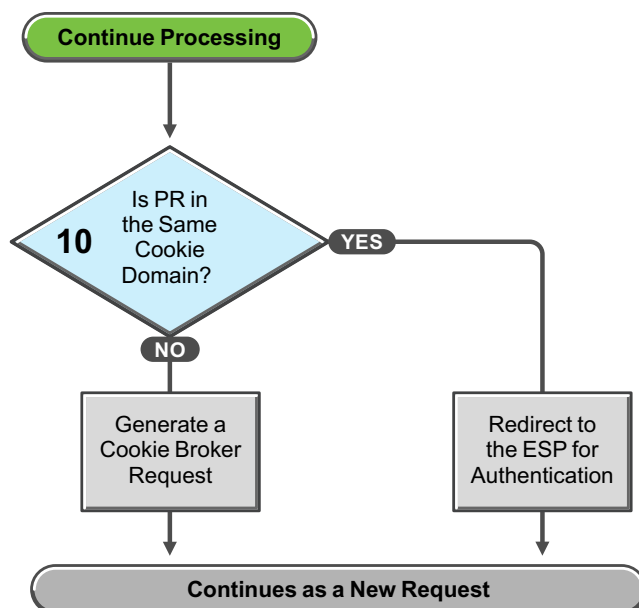 Continue Processing
10
Is PR in
the Same
Cookie
Domain?
YES
NO
Generate a
Cookie Broker
Request
Redirect to
the ESP for
Authentication
Continues as a New Request